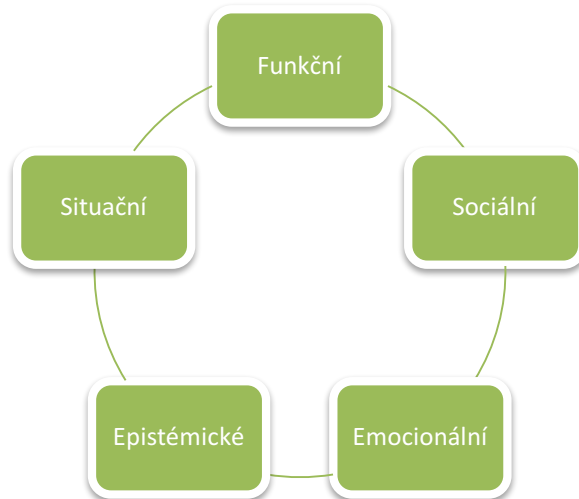 Funkční
Sociální
Emocionální
Epistémické
Situační